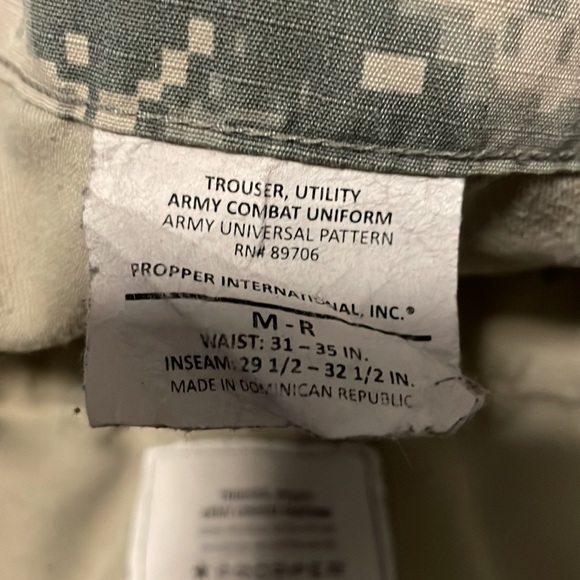 TROUSER, UTILITY
ARMY COMBAT UNIFORM
ARMY UNIVERSAL PATTERN
RN# 89706
PROPPER INTERNATIONAL, INC.®
M - R
WAIST: 31 – 35 IN.
INSEAM: 29 1/2 – 32 1/2 IN.
MADE IN DOMINICAN REPUBLIC